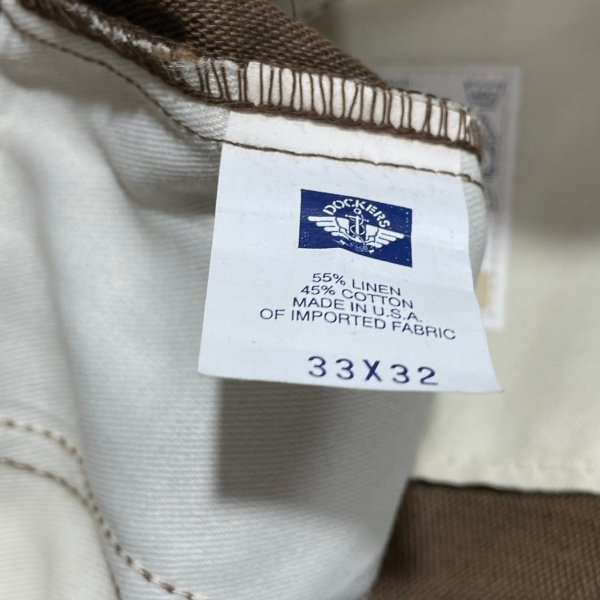 DOCKERS
55% LINEN
45% COTTON
MADE IN U.S.A.
OF IMPORTED FABRIC
33X32